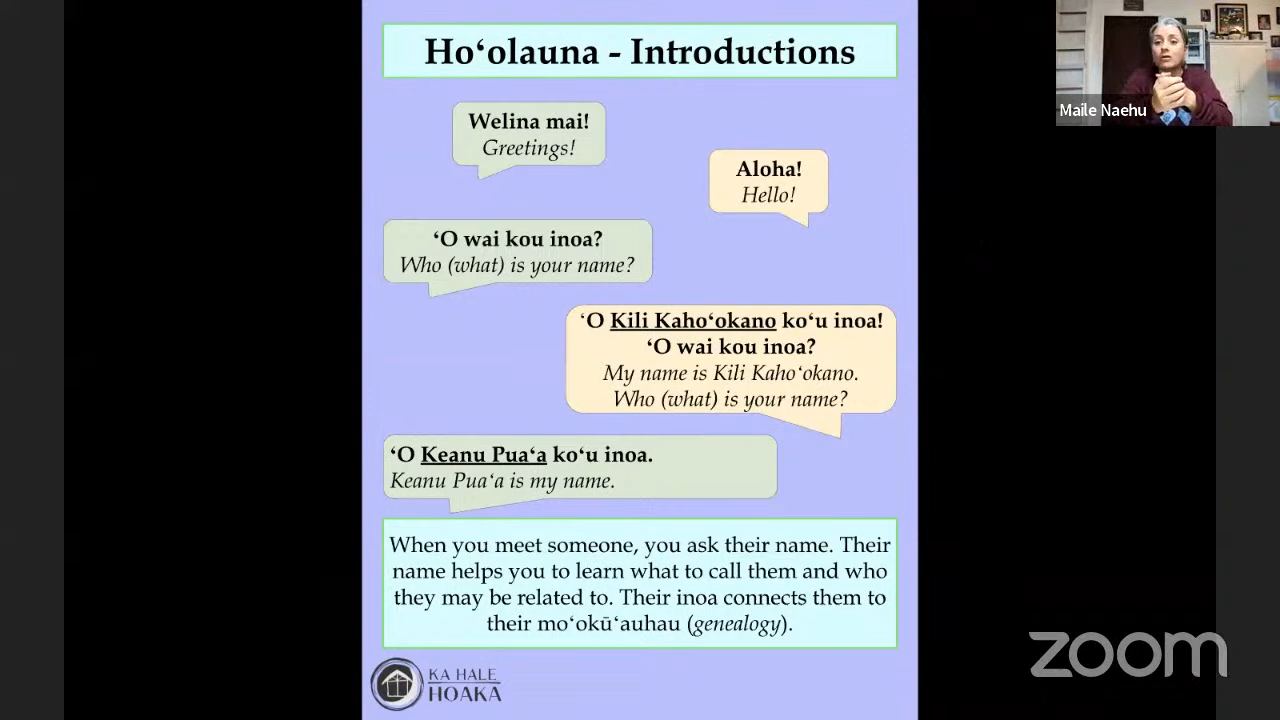 Hoʻolauna - Introductions
Welina mai!
Greetings!
Aloha!
Hello!
ʻO wai kou inoa?
Who (what) is your name?
ʻO Kili Kahoʻokano koʻu inoa!
ʻO wai kou inoa?
My name is Kili Kahoʻokano.
Who (what) is your name?
ʻO Keanu Puaʻa koʻu inoa.
Keanu Puaʻa is my name.
When you meet someone, you ask their name. Their
name helps you to learn what to call them and who
they may be related to. Their inoa connects them to
their moʻokūʻauhau (genealogy).
KA HALE
HOAKA
Maile Naehu
zoom